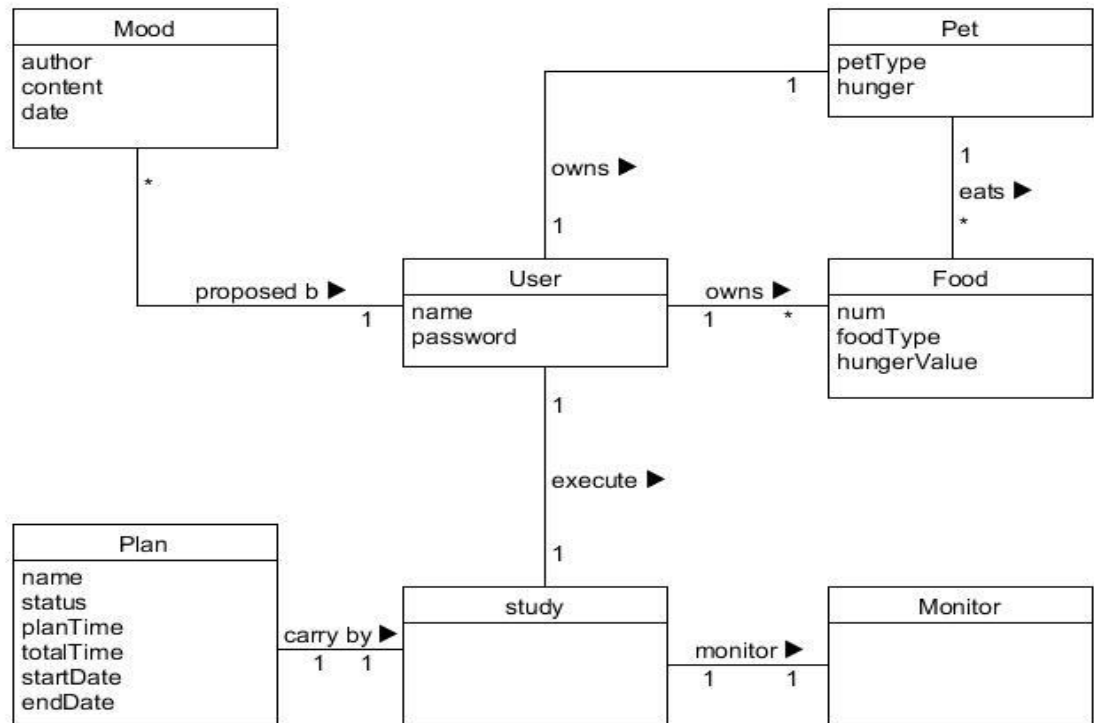 Mood
author
content
date
Pet
petType
hunger
1
owns ►
1
*
1
eats ►
*
proposed b ►
1
User
name
password
owns ►
1 *
Food
num
foodType
hungerValue
1
execute ►
1
Plan
name
status
planTime
totalTime
startDate
endDate
carry by ►
1 1
study
monitor ►
1 1
Monitor